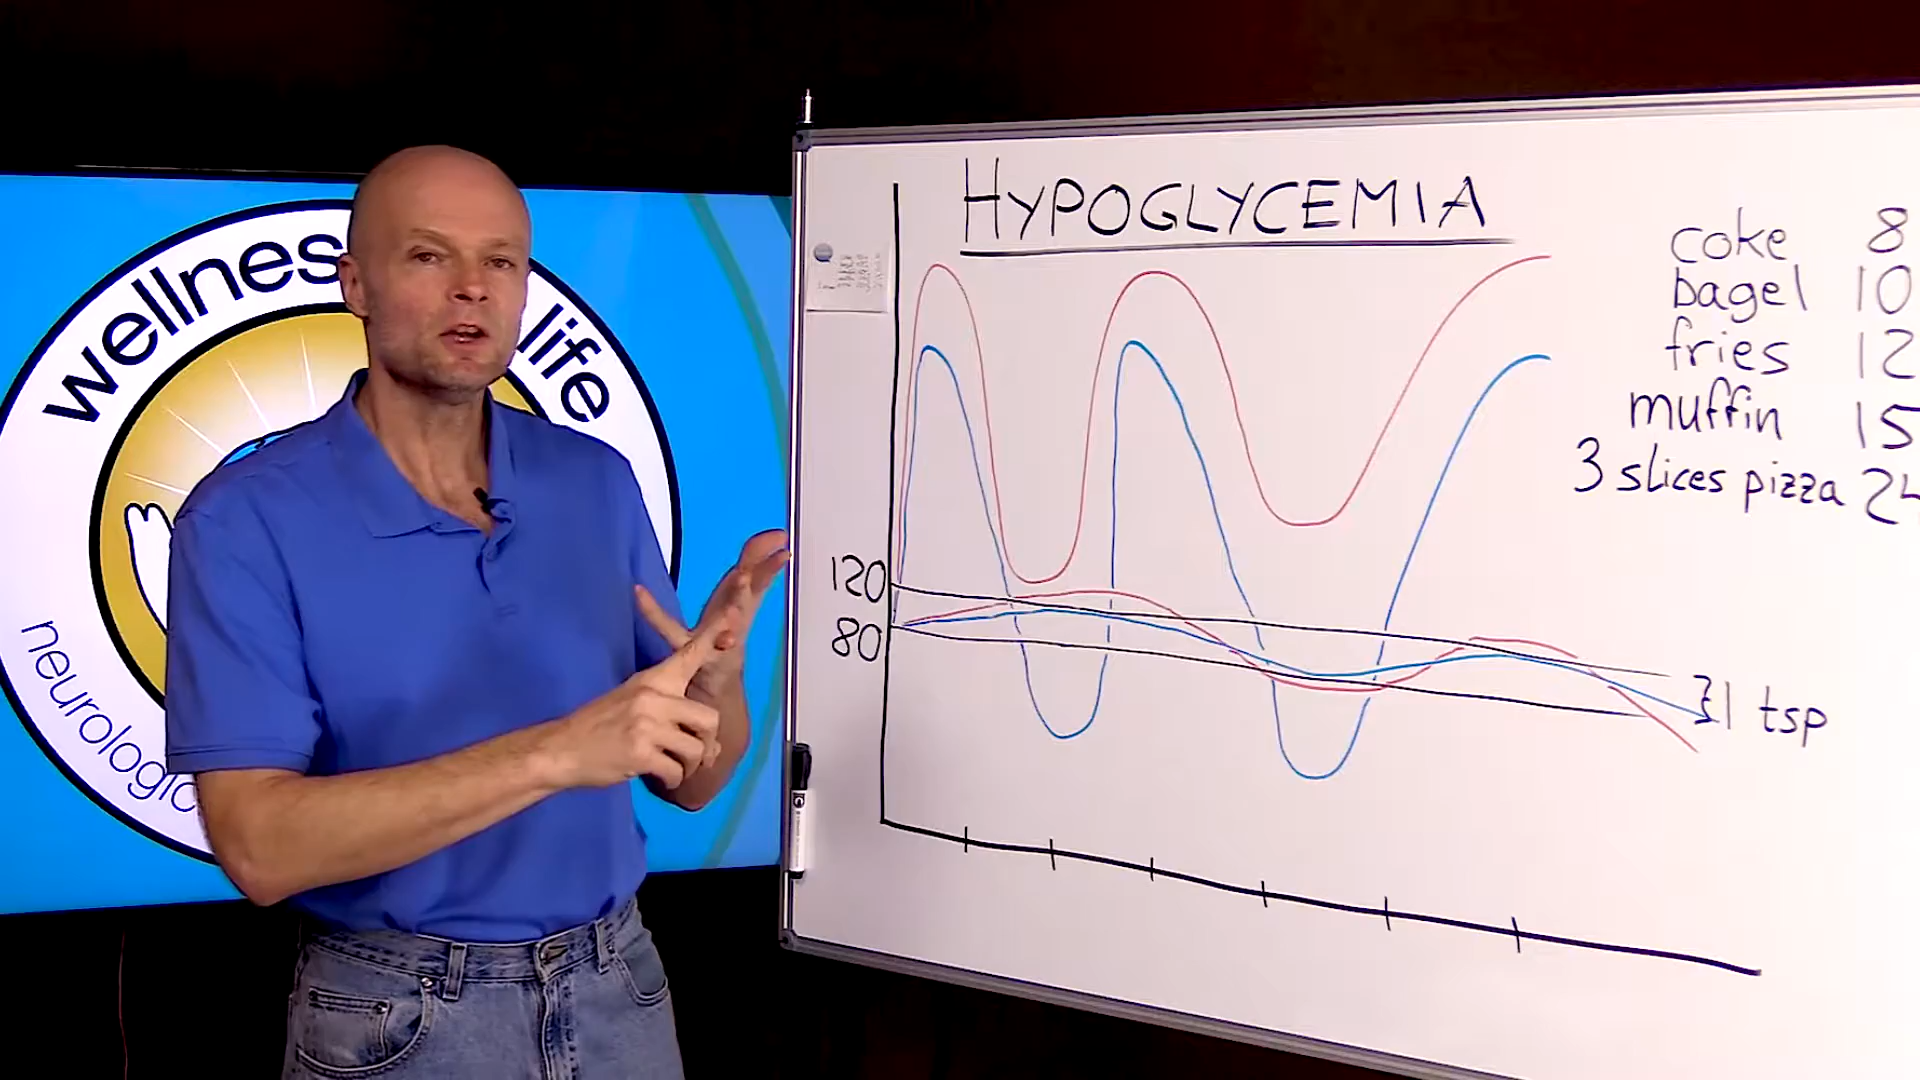 wellness
life
neurologic
HYPOGLYCEMIA
coke 8
bagel 10
fries 12
muffin 15
3 slices pizza 24
120
80
1 tsp